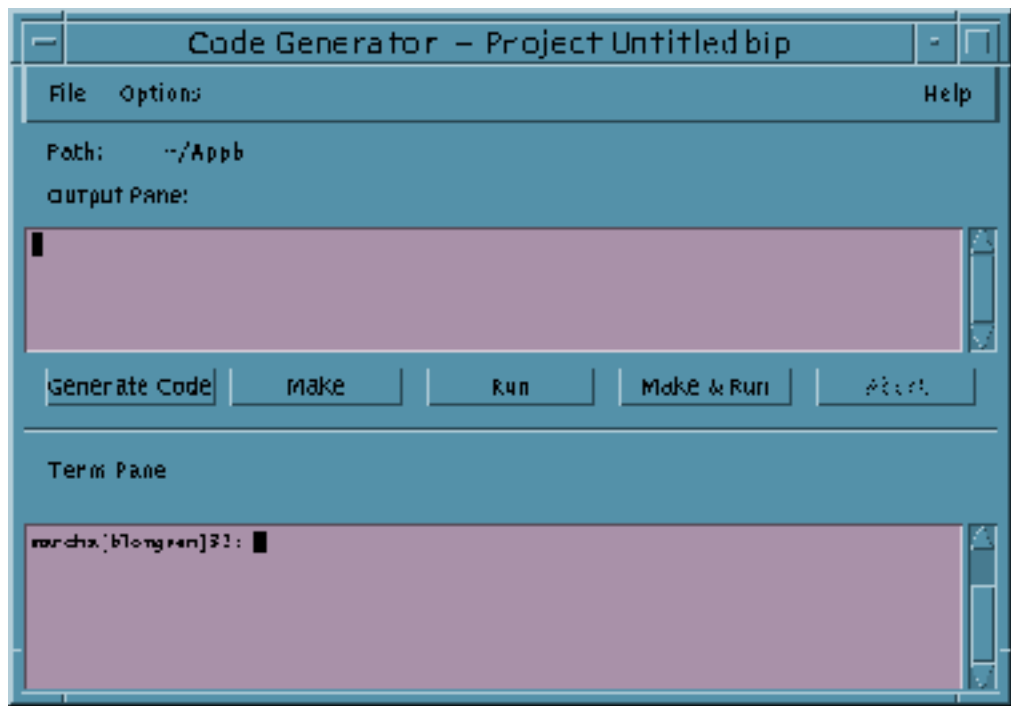 Code Generator – Project Untitled bip
File Options Help
Path: ~/Appb
Output Pane:
Generate Code Make Run Make & Run Abort
Term Pane